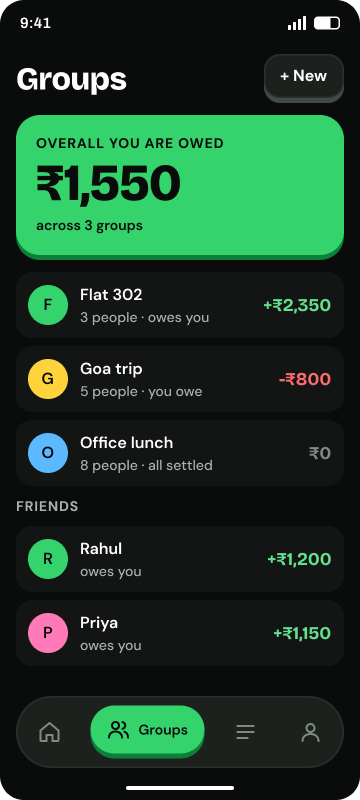 9:41
Groups
+ New
OVERALL YOU ARE OWED
₹1,550
across 3 groups
F
Flat 302
3 people · owes you
+₹2,350
G
Goa trip
5 people · you owe
-₹800
O
Office lunch
8 people · all settled
₹0
FRIENDS
R
Rahul
owes you
+₹1,200
P
Priya
owes you
+₹1,150
Groups